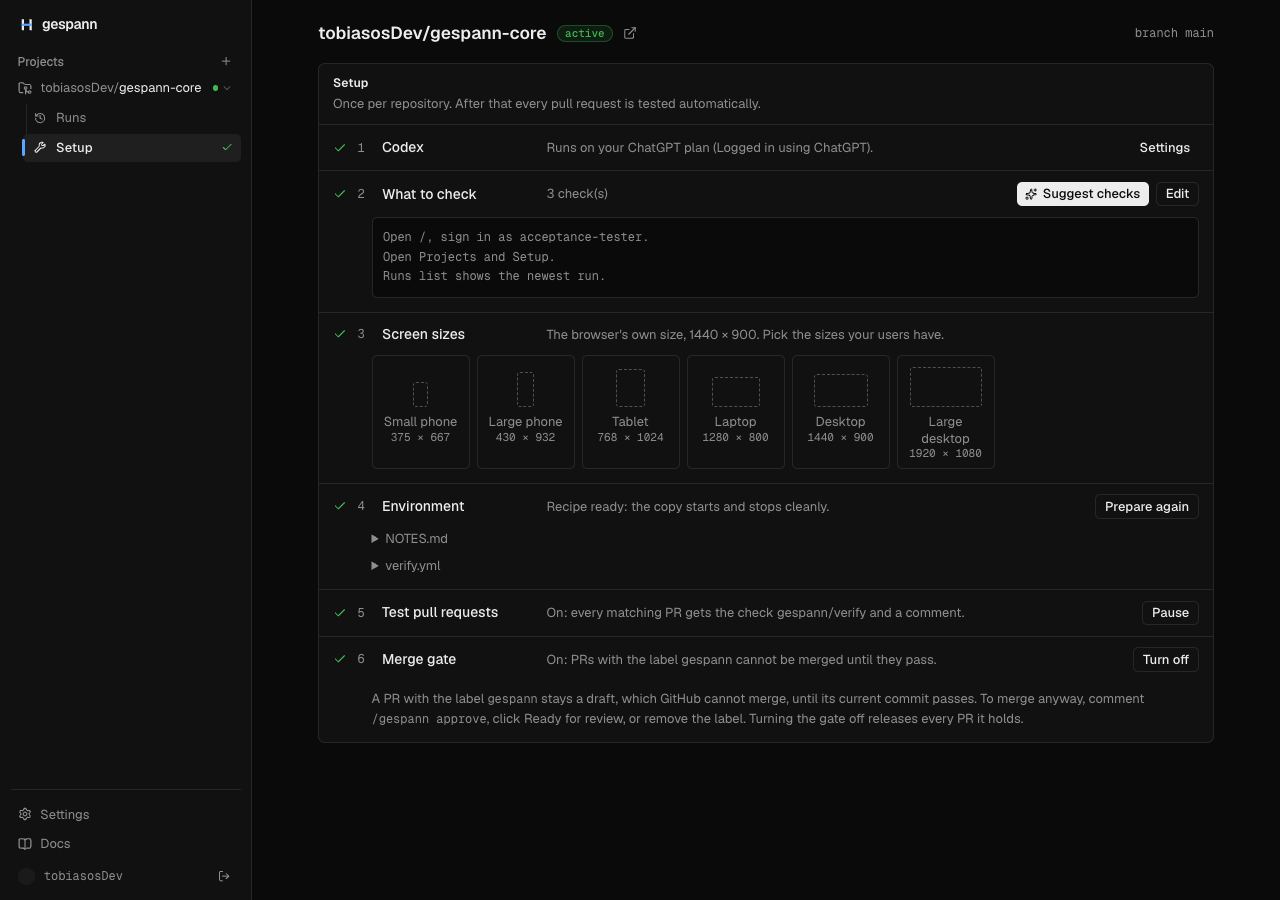 gespann
Projects
tobiasosDev/gespann-core
Runs
Setup
Settings
Docs
tobiasosDev
tobiasosDev/gespann-core active
branch main
Setup
Once per repository. After that every pull request is tested automatically.
1 Codex Runs on your ChatGPT plan (Logged in using ChatGPT). Settings
2 What to check 3 check(s) Suggest checks Edit
Open /, sign in as acceptance-tester.
Open Projects and Setup.
Runs list shows the newest run.
3 Screen sizes The browser's own size, 1440 × 900. Pick the sizes your users have.
Small phone
375 × 667
Large phone
430 × 932
Tablet
768 × 1024
Laptop
1280 × 800
Desktop
1440 × 900
Large
desktop
1920 × 1080
4 Environment Recipe ready: the copy starts and stops cleanly. Prepare again
NOTES.md
verify.yml
5 Test pull requests On: every matching PR gets the check gespann/verify and a comment. Pause
6 Merge gate On: PRs with the label gespann cannot be merged until they pass. Turn off
A PR with the label gespann stays a draft, which GitHub cannot merge, until its current commit passes. To merge anyway, comment
/gespann approve, click Ready for review, or remove the label. Turning the gate off releases every PR it holds.